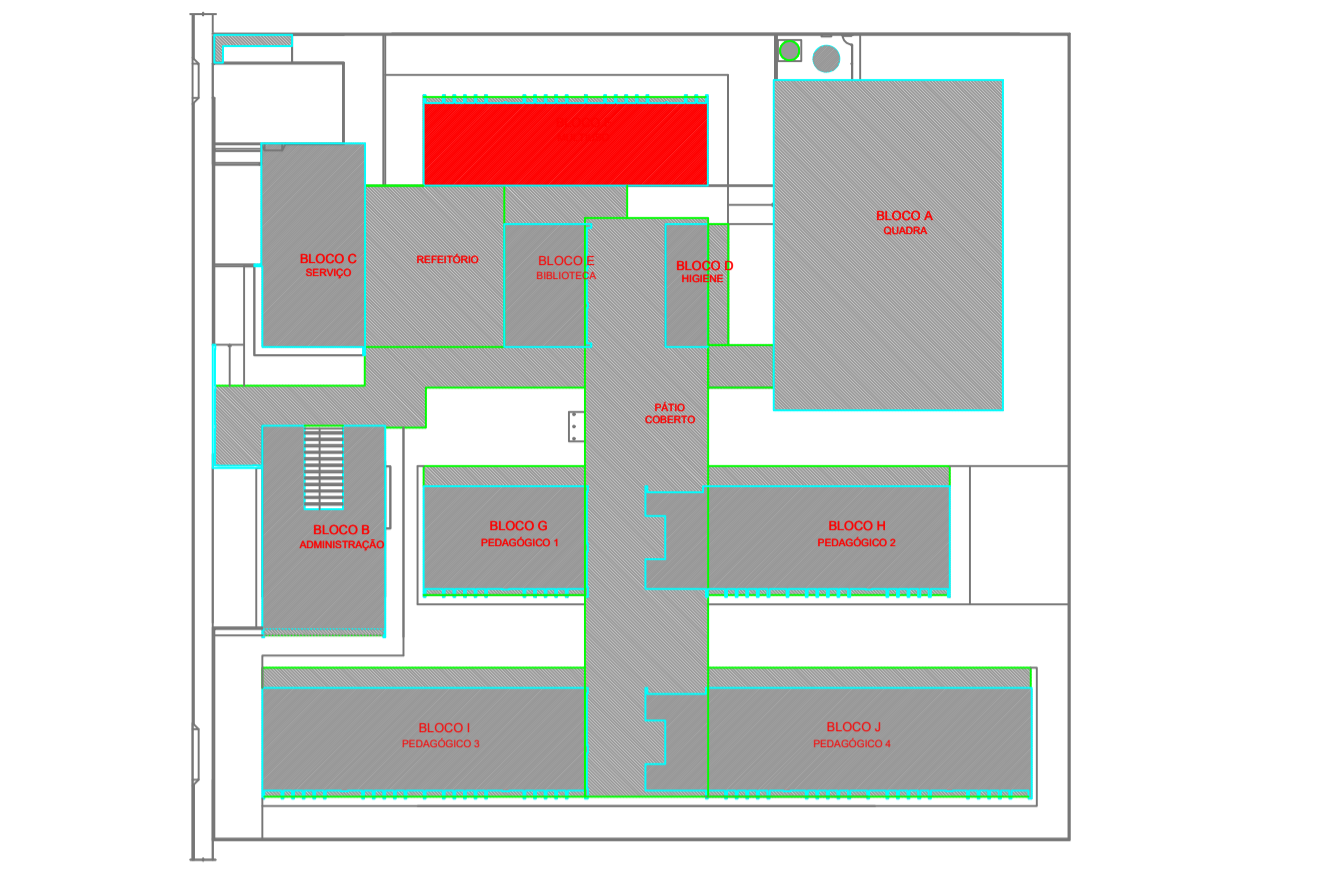 BLOCO A
QUADRA
BLOCO C
SERVIÇO
REFEITÓRIO
BLOCO E
BIBLIOTECA
BLOCO D
HIGIENE
PÁTIO
COBERTO
BLOCO B
ADMINISTRAÇÃO
BLOCO G
PEDAGÓGICO 1
BLOCO H
PEDAGÓGICO 2
BLOCO I
PEDAGÓGICO 3
BLOCO J
PEDAGÓGICO 4